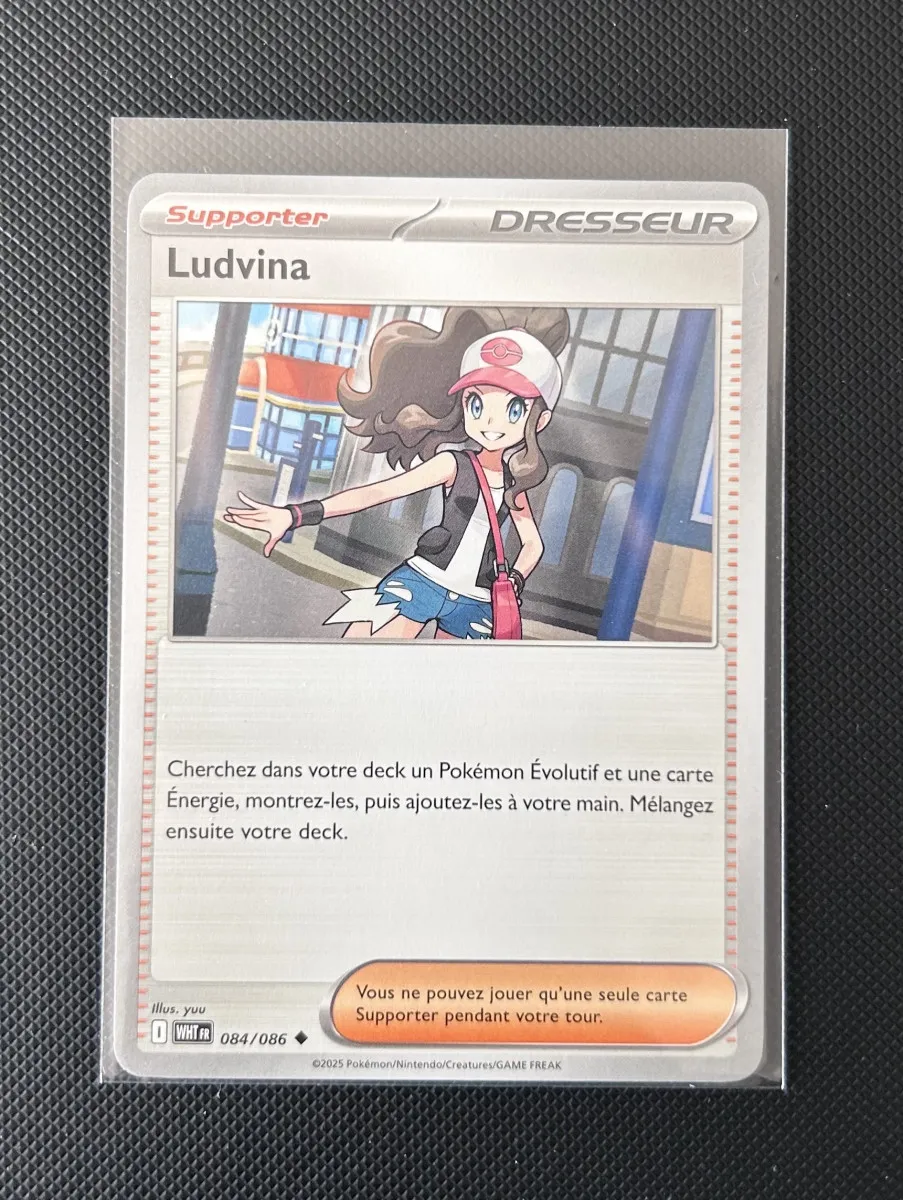 Supporter DRESSEUR
Ludvina
Cherchez dans votre deck un Pokémon Évolutif et une carte
Énergie, montrez-les, puis ajoutez-les à votre main. Mélangez
ensuite votre deck.
Vous ne pouvez jouer qu'une seule carte
Supporter pendant votre tour.
Illus. yuu
I WHT FR 084/086
©2025 Pokémon/Nintendo/Creatures/GAME FREAK